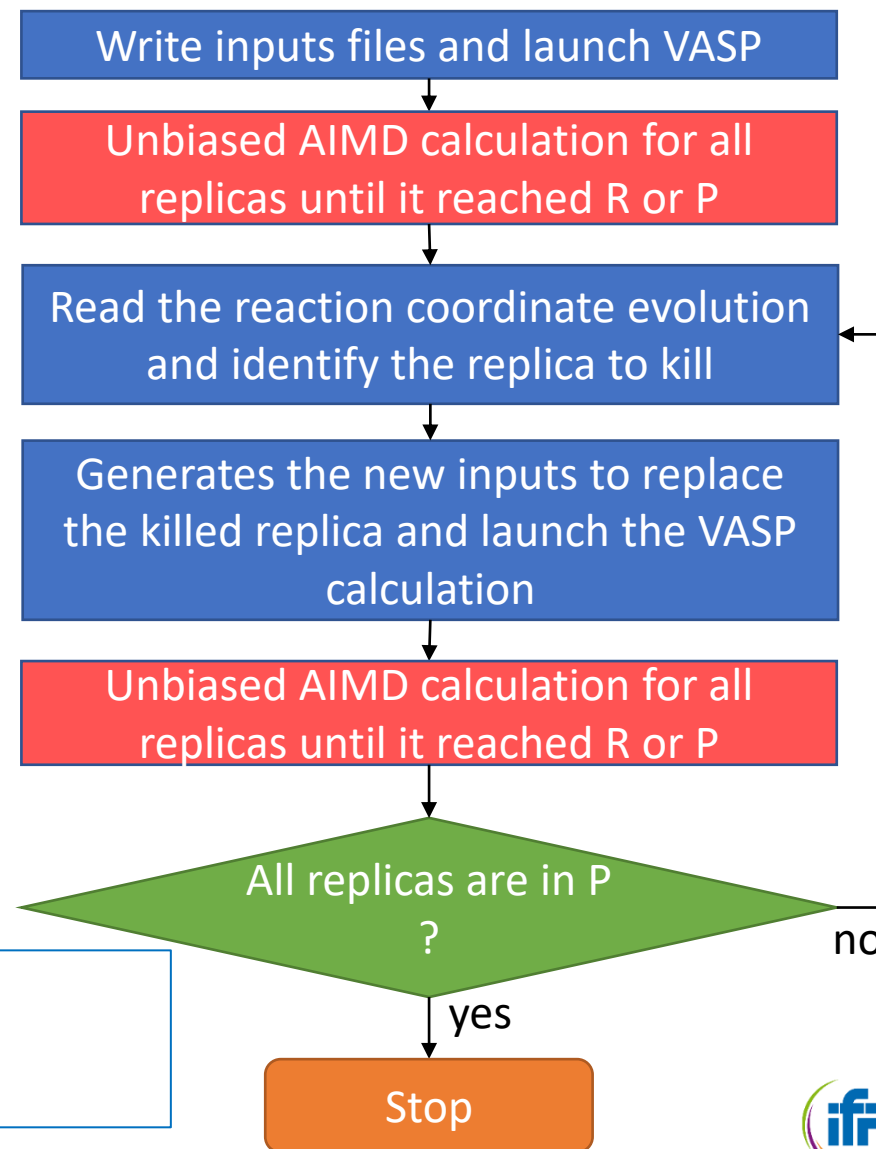 Write inputs files and launch VASP
Unbiased AIMD calculation for all
replicas until it reached R or P
Read the reaction coordinate evolution
and identify the replica to kill
Generates the new inputs to replace
the killed replica and launch the VASP
calculation
Unbiased AIMD calculation for all
replicas until it reached R or P
All replicas are in P
?
no
yes
Stop